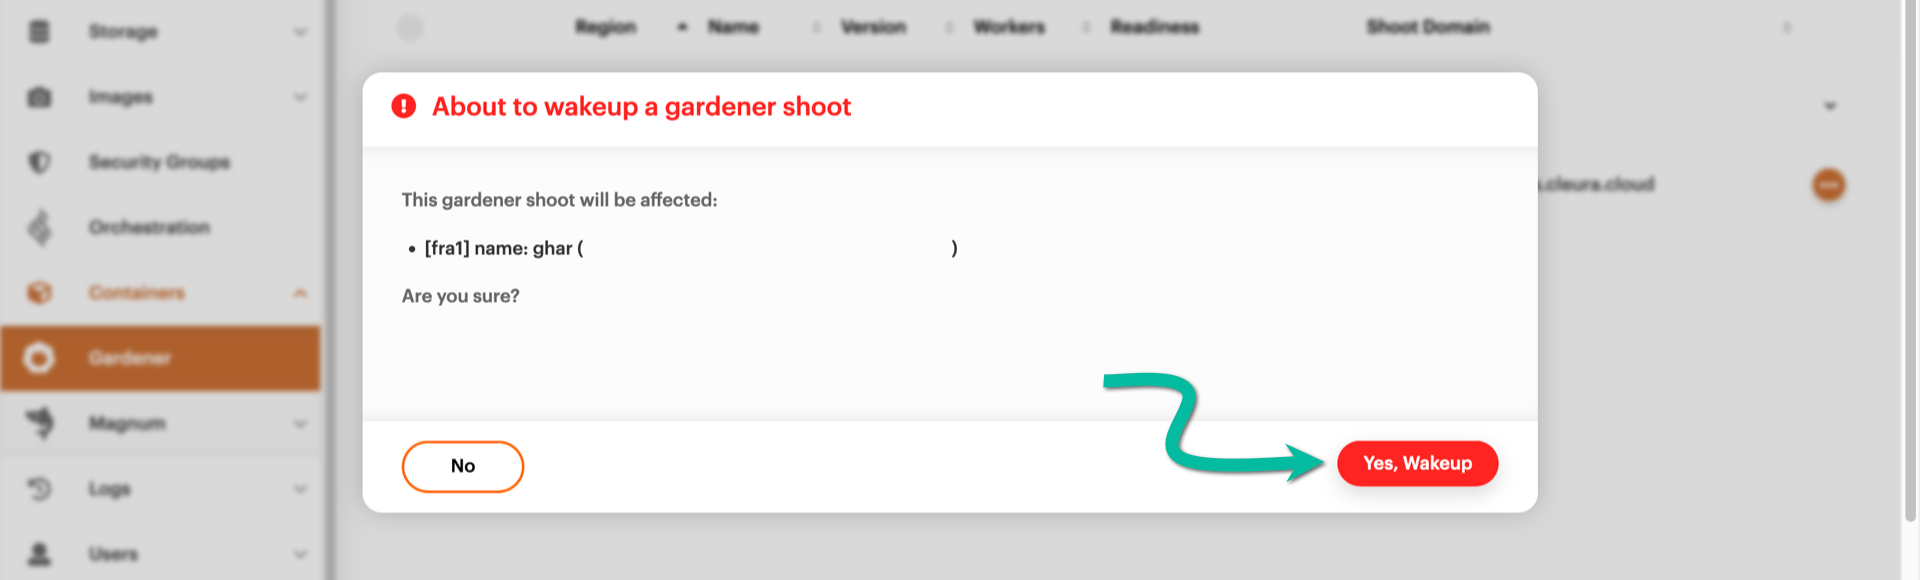 Storage
Images
Security Groups
Orchestration
Containers
Gardener
Magnum
Logs
Users
Region Name Version Workers Readiness Shoot Domain
.cleura.cloud
About to wakeup a gardener shoot
This gardener shoot will be affected:
• [fra1] name: ghar ( )
Are you sure?
No
Yes, Wakeup